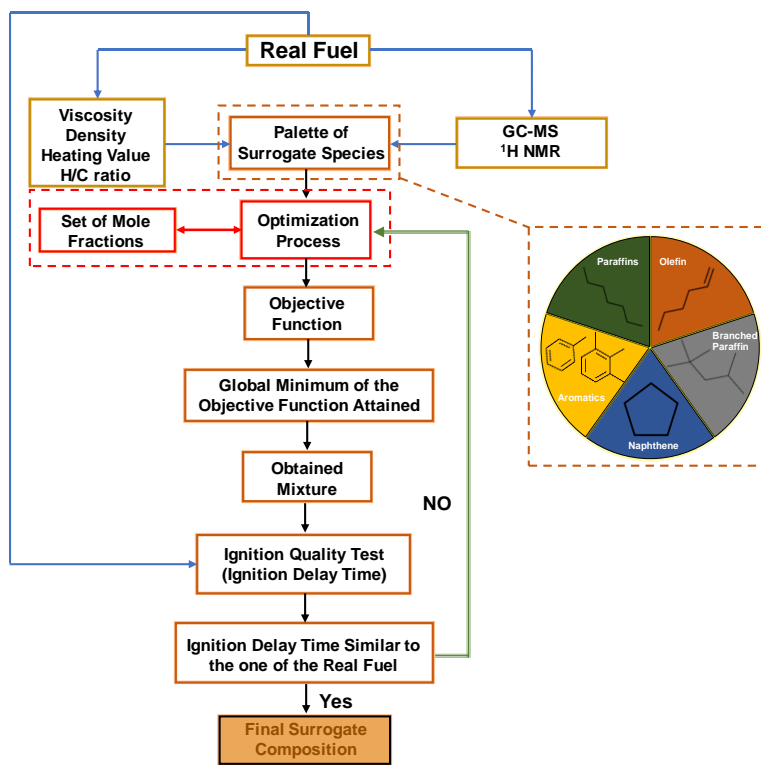 Real Fuel
Viscosity
Density
Heating Value
H/C ratio
Palette of
Surrogate Species
GC-MS
¹H NMR
Set of Mole
Fractions
Optimization
Process
Objective
Function
Global Minimum of the
Objective Function Attained
Obtained
Mixture
NO
Ignition Quality Test
(Ignition Delay Time)
Ignition Delay Time Similar to
the one of the Real Fuel
Yes
Final Surrogate
Composition
Paraffins
Olefin
Branched
Paraffin
Aromatics
Naphthene